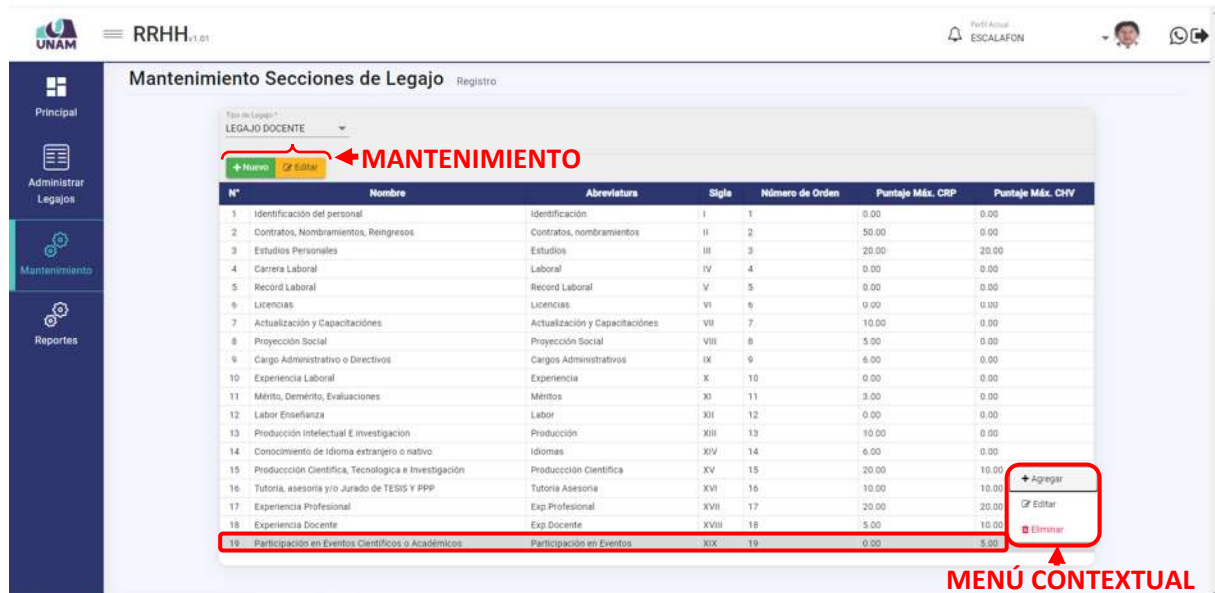 UNAM
RRHH v1.01
Perfil Actual
ESCALAFON
Principal
Administrar
Legajos
Mantenimiento
Reportes
Mantenimiento Secciones de Legajo Registro
Tipo de Legajo *
LEGAJO DOCENTE
+ Nuevo Editar
MANTENIMIENTO
N° Nombre Abreviatura Sigla Número de Orden Puntaje Máx. CRP Puntaje Máx. CHV
1 Identificación del personal Identificación I 1 0.00 0.00
2 Contratos, Nombramientos, Reingresos Contratos, nombramientos II 2 50.00 0.00
3 Estudios Personales Estudios III 3 20.00 20.00
4 Carrera Laboral Laboral IV 4 0.00 0.00
5 Record Laboral Record Laboral V 5 0.00 0.00
6 Licencias Licencias VI 6 0.00 0.00
7 Actualización y Capacitaciónes Actualización y Capacitaciónes VII 7 10.00 0.00
8 Proyección Social Proyección Social VIII 8 5.00 0.00
9 Cargo Administrativo o Directivos Cargos Administrativos IX 9 6.00 0.00
10 Experiencia Laboral Experiencia X 10 0.00 0.00
11 Mérito, Demérito, Evaluaciones Méritos XI 11 3.00 0.00
12 Labor Enseñanza Labor XII 12 0.00 0.00
13 Producción Intelectual E investigacion Producción XIII 13 10.00 0.00
14 Conocimiento de Idioma extranjero o nativo Idiomas XIV 14 6.00 0.00
15 Produccción Científica, Tecnologica e Investigación Produccción Científica XV 15 20.00 10.00
16 Tutoria, asesoria y/o Jurado de TESIS Y PPP Tutoria Asesoria XVI 16 10.00 10.00
17 Experiencia Profesional Exp.Profesional XVII 17 20.00 20.00
18 Experiencia Docente Exp.Docente XVIII 18 5.00 10.00
19 Participación en Eventos Científicos o Académicos Participación en Eventos XIX 19 0.00 5.00
+ Agregar
Editar
Eliminar
MENÚ CONTEXTUAL